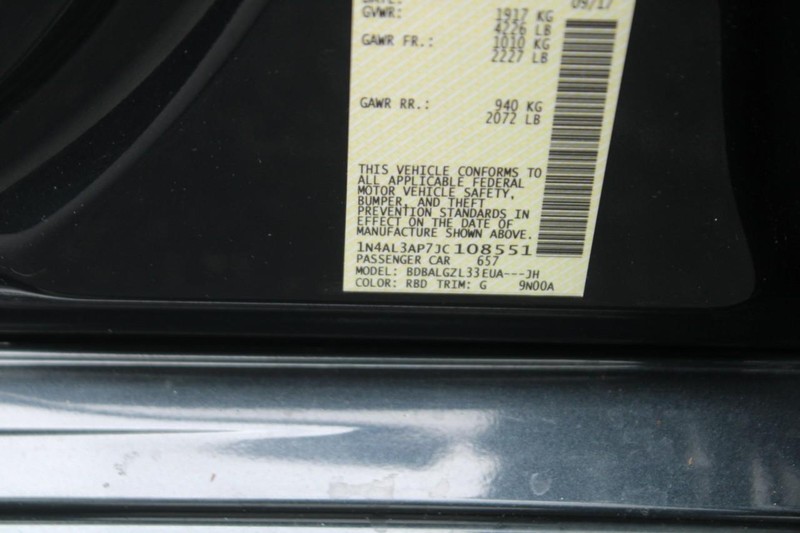 DATE: 09/17
GVWR: 1917 KG
4226 LB
GAWR FR.: 1010 KG
2227 LB
GAWR RR.: 940 KG
2072 LB
THIS VEHICLE CONFORMS TO
ALL APPLICABLE FEDERAL
MOTOR VEHICLE SAFETY,
BUMPER, AND THEFT
PREVENTION STANDARDS IN
EFFECT ON THE DATE OF
MANUFACTURE SHOWN ABOVE.
1N4AL3AP7JC108551
PASSENGER CAR 657
MODEL: BDBALGZL33EUA---JH
COLOR: RBD TRIM: G 9N00A